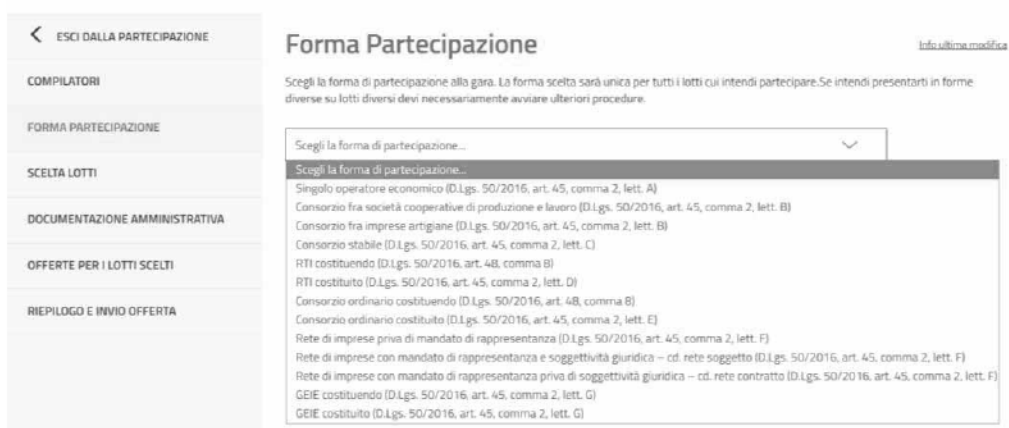 ESCI DALLA PARTECIPAZIONE
COMPILATORI
FORMA PARTECIPAZIONE
SCELTA LOTTI
DOCUMENTAZIONE AMMINISTRATIVA
OFFERTE PER I LOTTI SCELTI
RIEPILOGO E INVIO OFFERTA
Forma Partecipazione
Info ultima modifica
Scegli la forma di partecipazione alla gara. La forma scelta sarà unica per tutti i lotti cui intendi partecipare.Se intendi presentarti in forme
diverse su lotti diversi devi necessariamente avviare ulteriori procedure.
Scegli la forma di partecipazione...
Scegli la forma di partecipazione...
Singolo operatore economico (D.Lgs. 50/2016, art. 45, comma 2, lett. A)
Consorzio fra società cooperative di produzione e lavoro (D.Lgs. 50/2016, art. 45, comma 2, lett. B)
Consorzio fra imprese artigiane (D.Lgs. 50/2016, art. 45, comma 2, lett. B)
Consorzio stabile (D.Lgs. 50/2016, art. 45, comma 2, lett. C)
RTI costituendo (D.Lgs. 50/2016, art. 48, comma 8)
RTI costituito (D.Lgs. 50/2016, art. 45, comma 2, lett. D)
Consorzio ordinario costituendo (D.Lgs. 50/2016, art. 48, comma 8)
Consorzio ordinario costituito (D.Lgs. 50/2016, art. 45, comma 2, lett. E)
Rete di imprese priva di mandato di rappresentanza (D.Lgs. 50/2016, art. 45, comma 2, lett. F)
Rete di imprese con mandato di rappresentanza e soggettività giuridica – cd. rete soggetto (D.Lgs. 50/2016, art. 45, comma 2, lett. F)
Rete di imprese con mandato di rappresentanza priva di soggettività giuridica – cd. rete contratto (D.Lgs. 50/2016, art. 45, comma 2, lett. F)
GEIE costituendo (D.Lgs. 50/2016, art. 45, comma 2, lett. G)
GEIE costituito (D.Lgs. 50/2016, art. 45, comma 2, lett. G)